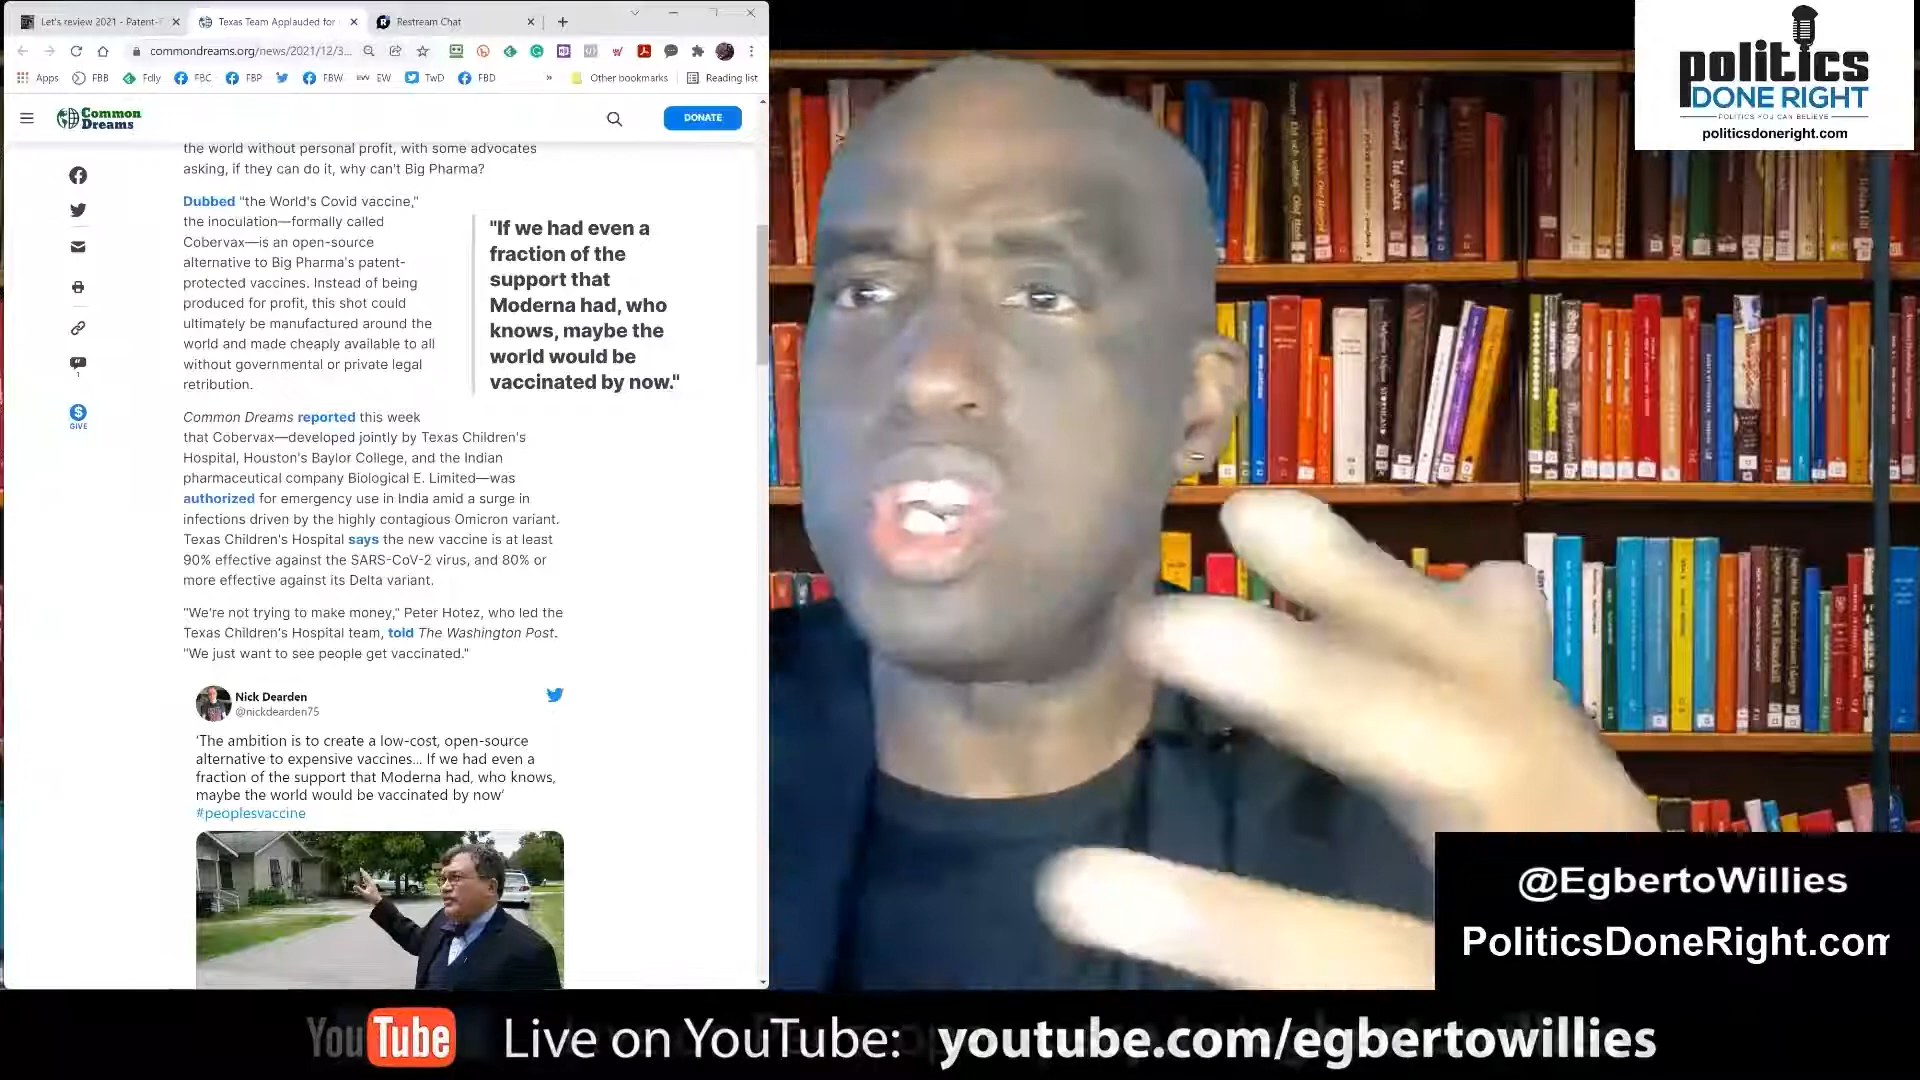 Let's review 2021 - Patent-
Texas Team Applauded for
Restream Chat
commondreams.org/news/2021/12/3...
Apps
FBB
Fdly
FBC
FBP
FBW
EW
TwD
FBD
»
Other bookmarks
Reading list
Common
Dreams
DONATE
the world without personal profit, with some advocates
asking, if they can do it, why can't Big Pharma?
Dubbed "the World's Covid vaccine,"
the inoculation—formally called
Cobervax—is an open-source
alternative to Big Pharma's patent-
protected vaccines. Instead of being
produced for profit, this shot could
ultimately be manufactured around the
world and made cheaply available to all
without governmental or private legal
retribution.
"If we had even a
fraction of the
support that
Moderna had, who
knows, maybe the
world would be
vaccinated by now."
1
GIVE
Common Dreams reported this week
that Cobervax—developed jointly by Texas Children's
Hospital, Houston's Baylor College, and the Indian
pharmaceutical company Biological E. Limited—was
authorized for emergency use in India amid a surge in
infections driven by the highly contagious Omicron variant.
Texas Children's Hospital says the new vaccine is at least
90% effective against the SARS-CoV-2 virus, and 80% or
more effective against its Delta variant.
"We're not trying to make money," Peter Hotez, who led the
Texas Children's Hospital team, told The Washington Post.
"We just want to see people get vaccinated."
Nick Dearden
@nickdearden75
‘The ambition is to create a low-cost, open-source
alternative to expensive vaccines... If we had even a
fraction of the support that Moderna had, who knows,
maybe the world would be vaccinated by now’
#peoplesvaccine
politics
DONE RIGHT
POLITICS YOU CAN BELIEVE
politicsdoneright.com
@EgbertoWillies
PoliticsDoneRight.com
YouTube Live on YouTube: youtube.com/egbertowillies